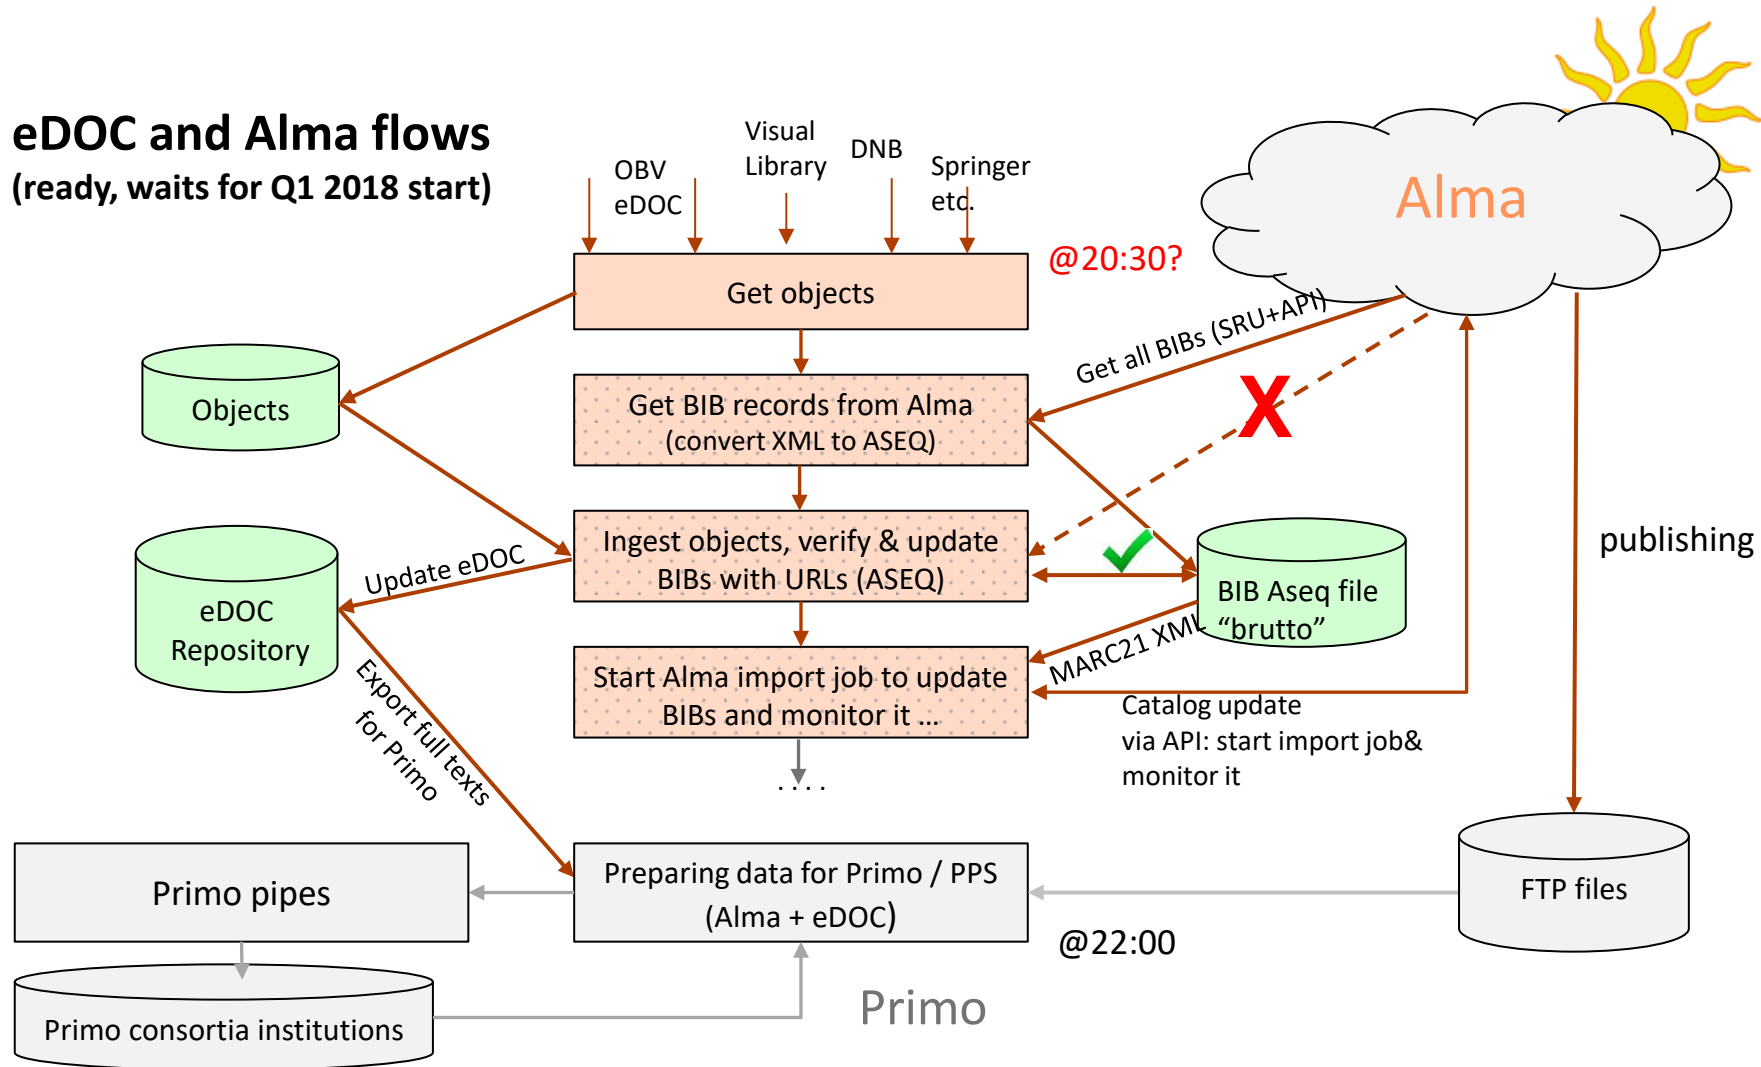 eDOC and Alma flows
(ready, waits for Q1 2018 start)
OBV
eDOC
Visual
Library
DNB
Springer
etc.
Alma
@20:30?
Get objects
Get all BIBs (SRU+API)
X
Objects
Get BIB records from Alma
(convert XML to ASEQ)
Ingest objects, verify & update
BIBs with URLs (ASEQ)
publishing
Update eDOC
eDOC
Repository
BIB Aseq file
“brutto”
MARC21 XML
Start Alma import job to update
BIBs and monitor it ...
Export full texts
for Primo
Catalog update
via API: start import job&
monitor it
. . . .
Primo pipes
Preparing data for Primo / PPS
(Alma + eDOC)
FTP files
@22:00
Primo consortia institutions
Primo